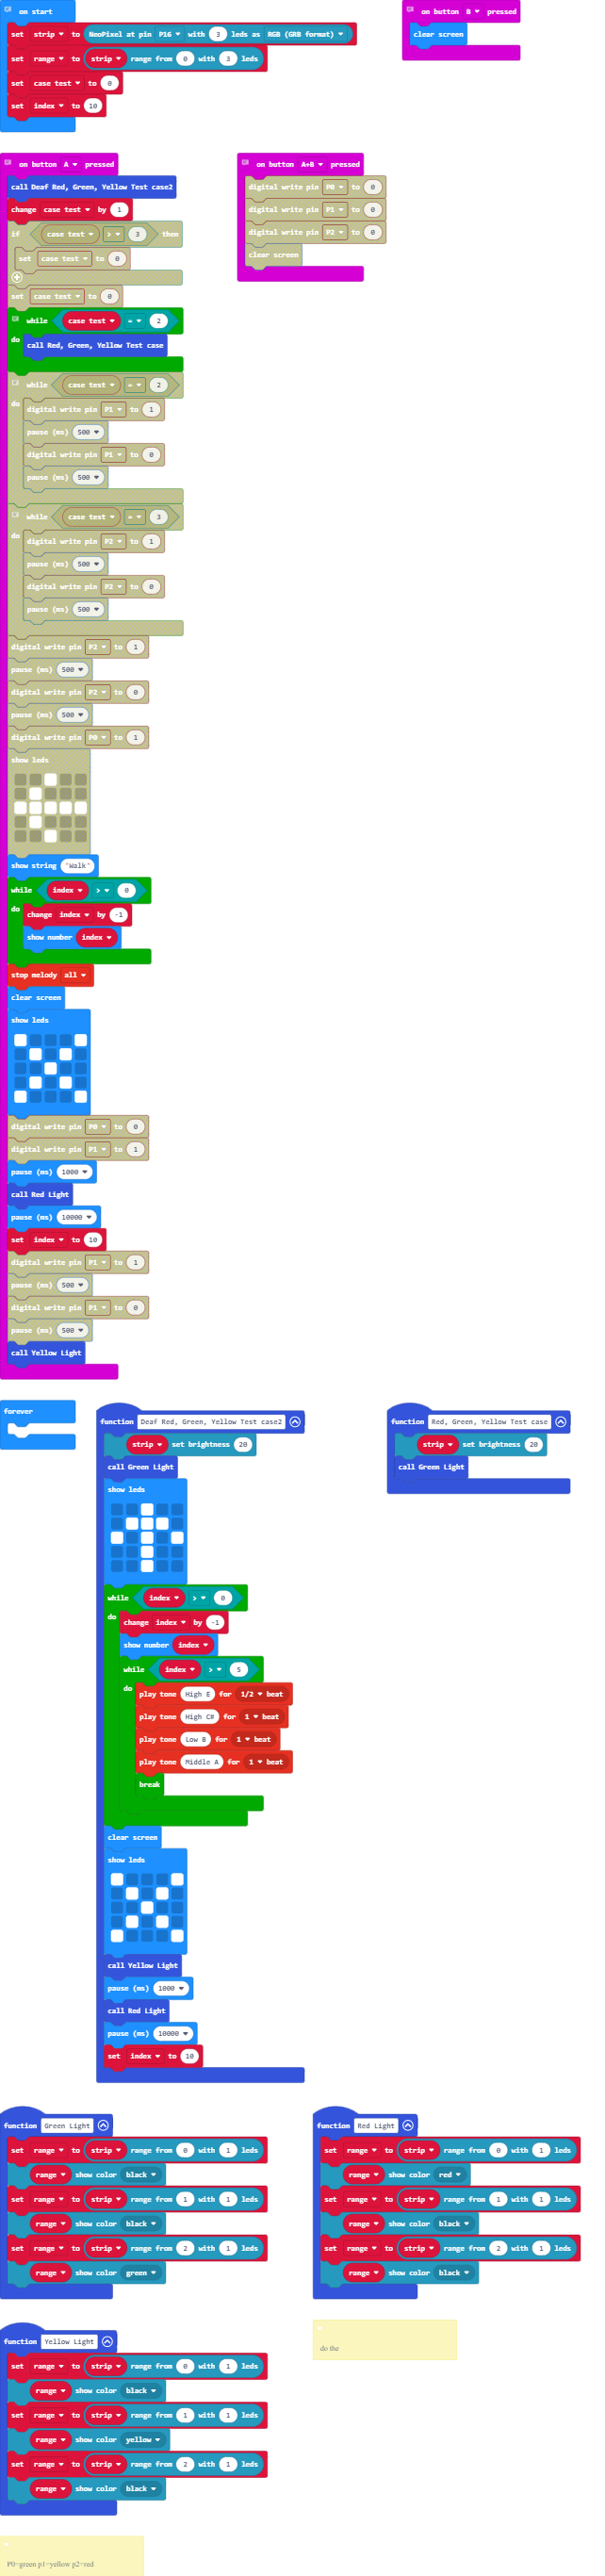 on start
set strip to NeoPixel at pin P16 with 3 leds as RGB (GRB format)
set range to strip range from 0 with 3 leds
set case test to 0
set index to 10
on button B pressed
clear screen
on button A pressed
call Deaf Red, Green, Yellow Test case2
change case test by 1
if case test > 3 then
set case test to 0
set case test to 0
while case test = 2
do call Red, Green, Yellow Test case
while case test = 2
do digital write pin P1 to 1
pause (ms) 500
digital write pin P1 to 0
pause (ms) 500
while case test = 3
do digital write pin P2 to 1
pause (ms) 500
digital write pin P2 to 0
pause (ms) 500
digital write pin P2 to 1
pause (ms) 500
digital write pin P2 to 0
pause (ms) 500
digital write pin P0 to 1
show leds
show string "Walk"
while index > 0
do change index by -1
show number index
stop melody all
clear screen
show leds
digital write pin P0 to 0
digital write pin P1 to 1
pause (ms) 1000
call Red Light
pause (ms) 10000
set index to 10
digital write pin P1 to 1
pause (ms) 500
digital write pin P1 to 0
pause (ms) 500
call Yellow Light
on button A+B pressed
digital write pin P0 to 0
digital write pin P1 to 0
digital write pin P2 to 0
clear screen
forever
function Deaf Red, Green, Yellow Test case2
strip set brightness 20
call Green Light
show leds
while index > 0
do change index by -1
show number index
while index > 5
do play tone High E for 1/2 beat
play tone High C# for 1 beat
play tone Low B for 1 beat
play tone Middle A for 1 beat
break
clear screen
show leds
call Yellow Light
pause (ms) 1000
call Red Light
pause (ms) 10000
set index to 10
function Red, Green, Yellow Test case
strip set brightness 20
call Green Light
function Green Light
set range to strip range from 0 with 1 leds
range show color black
set range to strip range from 1 with 1 leds
range show color black
set range to strip range from 2 with 1 leds
range show color green
function Red Light
set range to strip range from 0 with 1 leds
range show color red
set range to strip range from 1 with 1 leds
range show color black
set range to strip range from 2 with 1 leds
range show color black
function Yellow Light
set range to strip range from 0 with 1 leds
range show color black
set range to strip range from 1 with 1 leds
range show color yellow
set range to strip range from 2 with 1 leds
range show color black
do the
P0=green p1=yellow p2=red